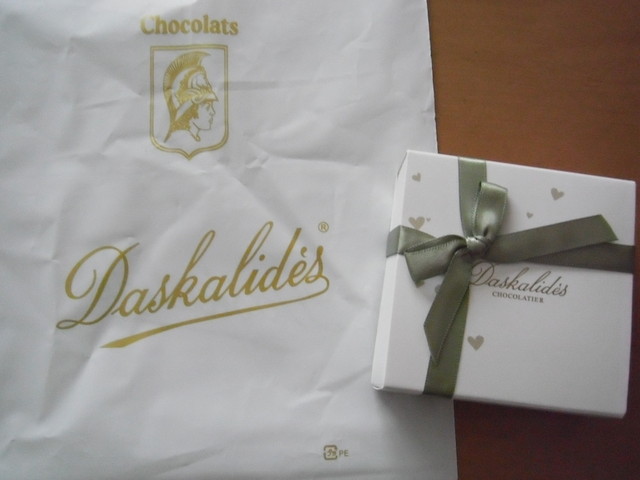 Chocolats
Daskalidès®
Daskalidès
CHOCOLATIER
PE